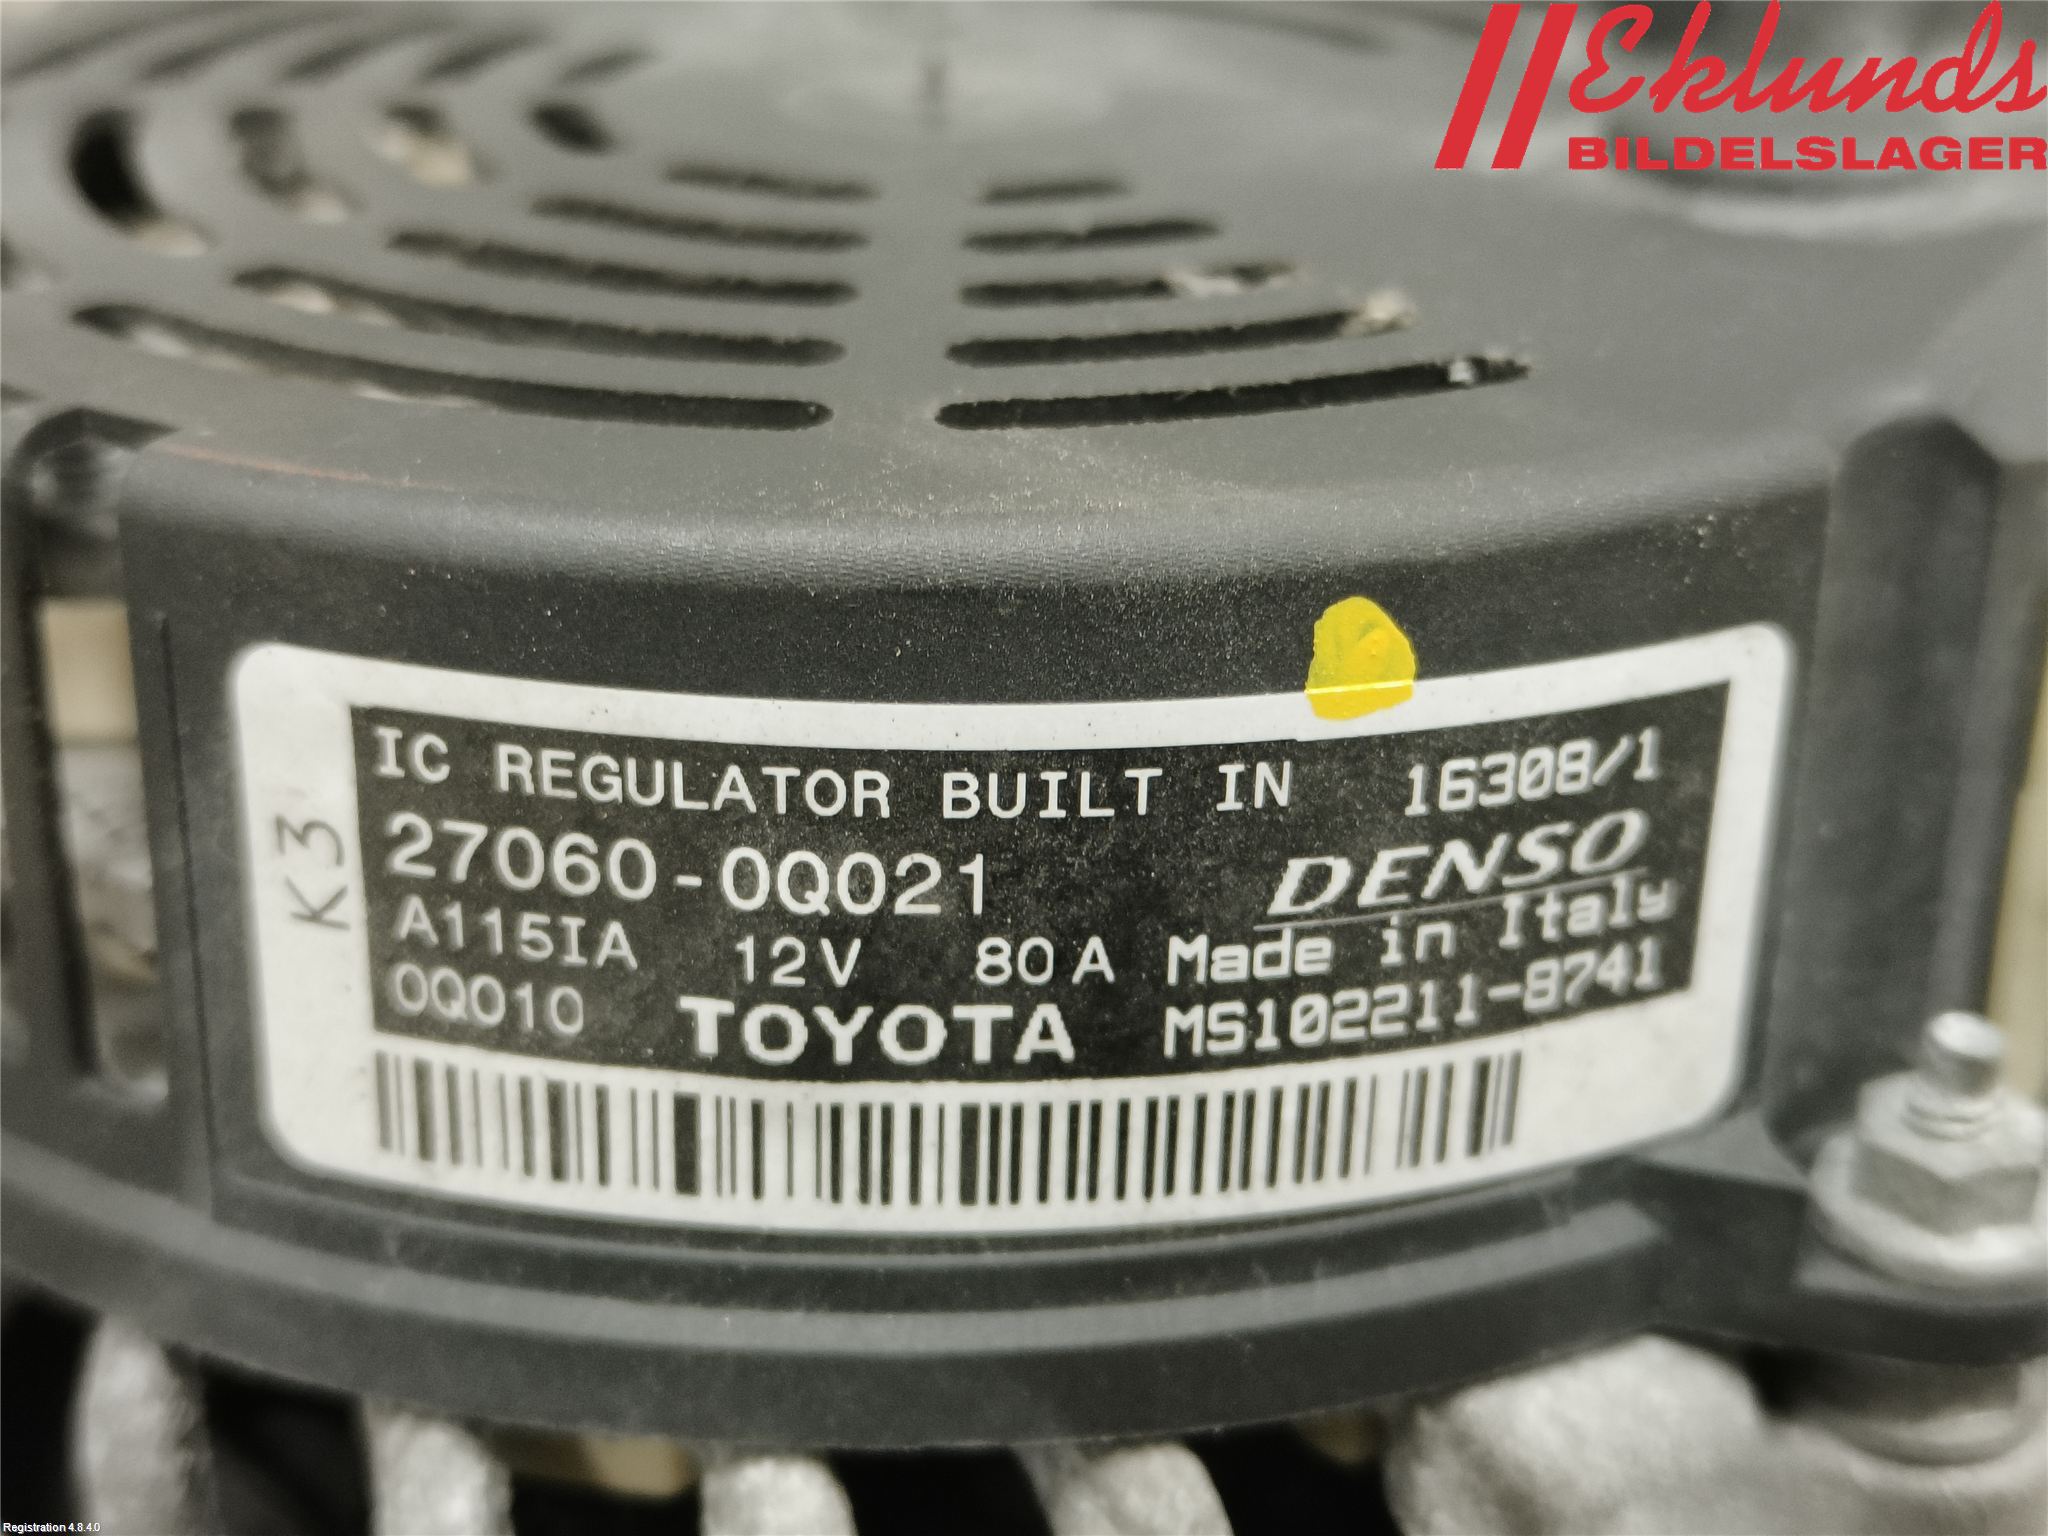 Eklunds
BILDELSLAGER
IC REGULATOR BUILT IN 16308/1
27060-0Q021 DENSO
A115IA 12V 80A Made in Italy
0Q010 TOYOTA MS102211-8741
K3
Registration 4.8.4.0